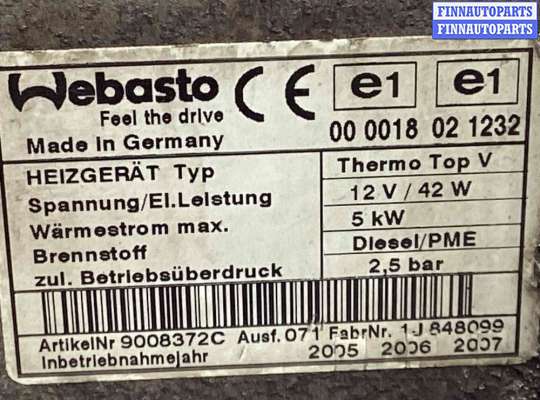 FINNAUTOPARTS
FINNAUTOPARTS
Webasto CE e1 e1
Feel the drive
Made in Germany 00 0018 02 1232
HEIZGERÄT Typ Thermo Top V
Spannung/El.Leistung 12 V / 42 W
Wärmestrom max. 5 kW
Brennstoff Diesel/PME
zul. Betriebsüberdruck 2,5 bar
ArtikelNr 9008372C Ausf. 071 FabrNr. 1J 848099
Inbetriebnahmejahr 2005 2006 2007